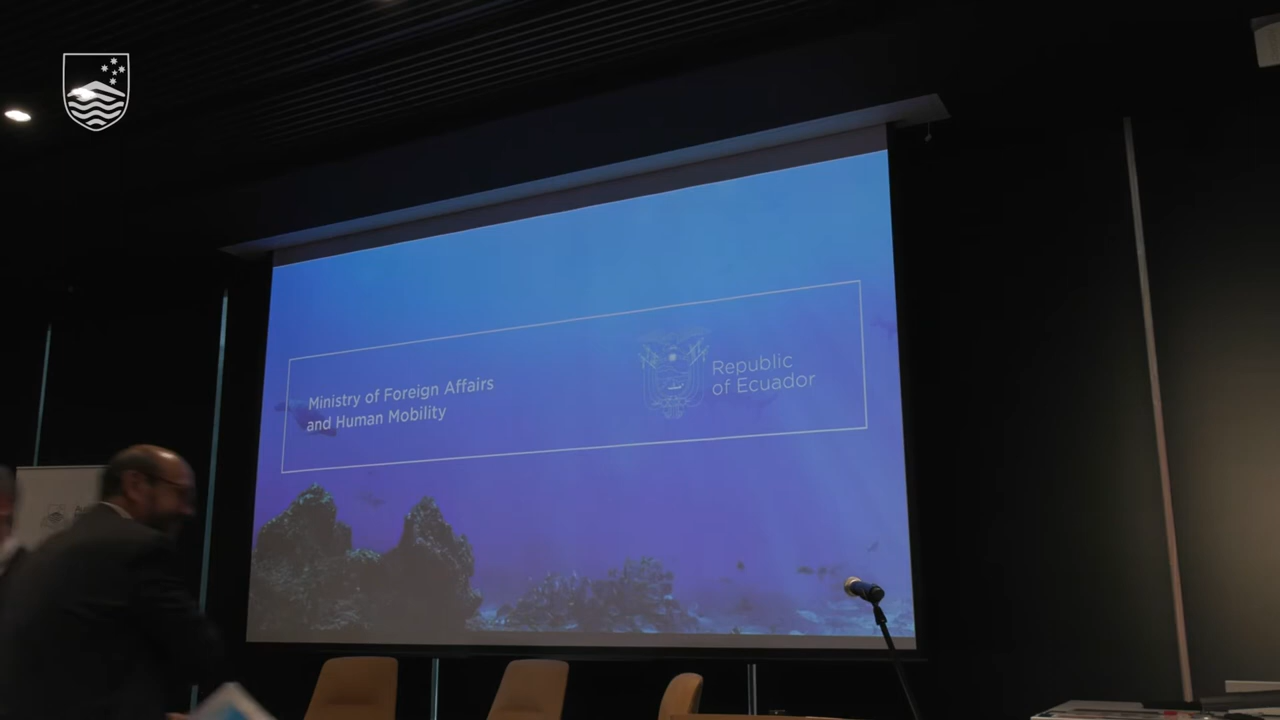 Ministry of Foreign Affairs
and Human Mobility
Republic
of Ecuador